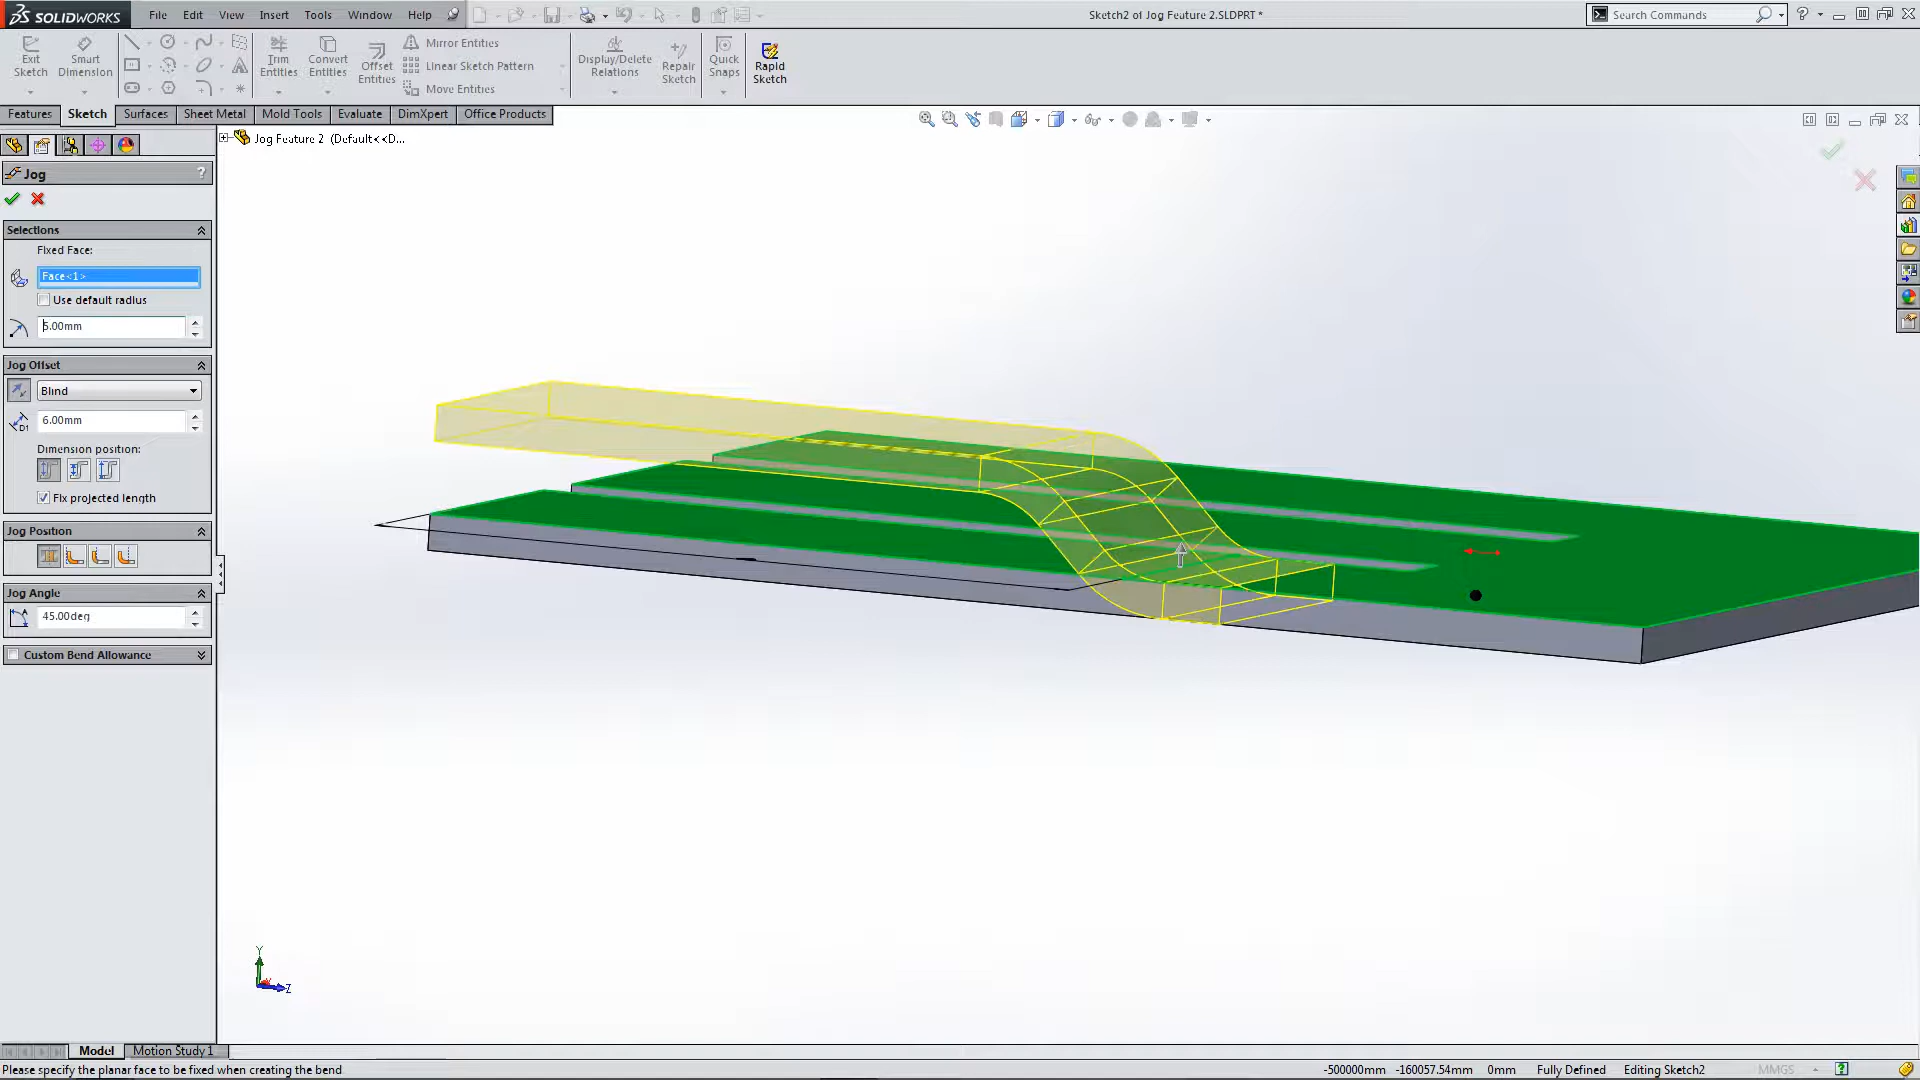 SOLIDWORKS
File Edit View Insert Tools Window Help
Sketch2 of Jog Feature 2.SLDPRT *
Search Commands
Exit Sketch
Smart Dimension
Trim Entities
Convert Entities
Offset Entities
Mirror Entities
Linear Sketch Pattern
Move Entities
Display/Delete Relations
Repair Sketch
Quick Snaps
Rapid Sketch
Features Sketch Surfaces Sheet Metal Mold Tools Evaluate DimXpert Office Products
Jog Feature 2 (Default<<D...
Jog ?
Selections
Fixed Face:
Face<1>
Use default radius
5.00mm
Jog Offset
Blind
D1 6.00mm
Dimension position:
Fix projected length
Jog Position
Jog Angle
45.00deg
Custom Bend Allowance
Y
Z
Model Motion Study 1
Please specify the planar face to be fixed when creating the bend
-500000mm -160057.54mm 0mm Fully Defined Editing Sketch2 MMGS